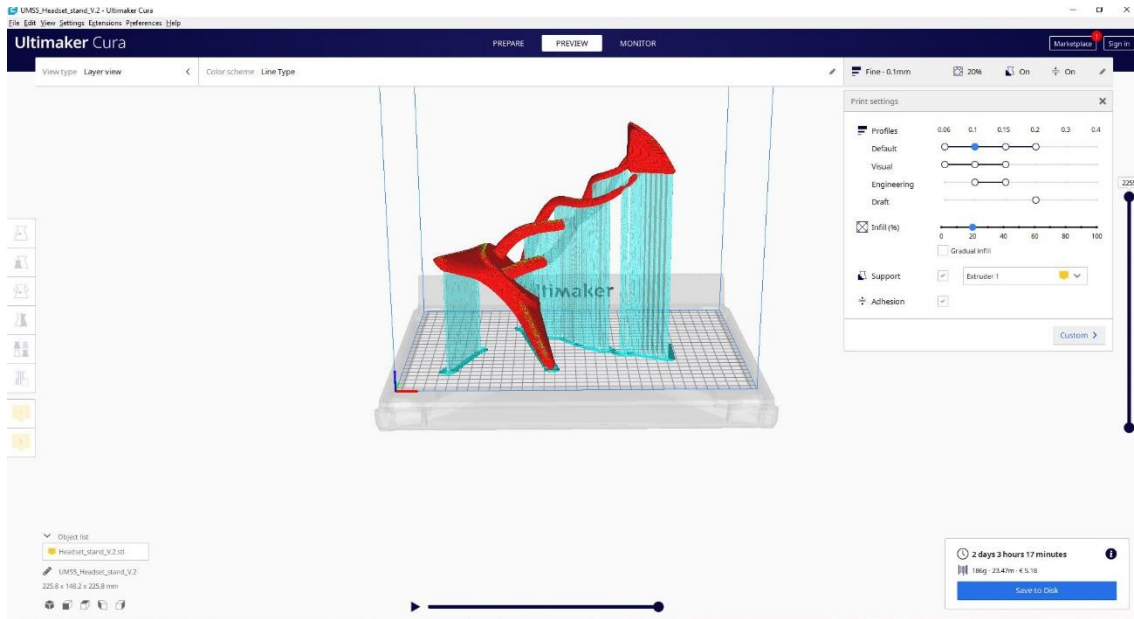 UMS5_Headset_stand_V.2 - Ultimaker Cura
File Edit View Settings Extensions Preferences Help
Ultimaker Cura
PREPARE PREVIEW MONITOR
Marketplace 1 Sign in
View type Layer view
Color scheme Line Type
Fine - 0.1mm 20% On On
Print settings
Profiles 0.06 0.1 0.15 0.2 0.3 0.4
Default
Visual
Engineering
Draft
Infill (%)
0 20 40 60 80 100
Gradual infill
Support Extruder 1
Adhesion
Custom
Ultimaker
Object list
Headset_stand_V.2.stl
UMS5_Headset_stand_V.2
225.8 x 148.2 x 225.8 mm
2 days 3 hours 17 minutes
186g · 23.47m · € 5.18
Save to Disk